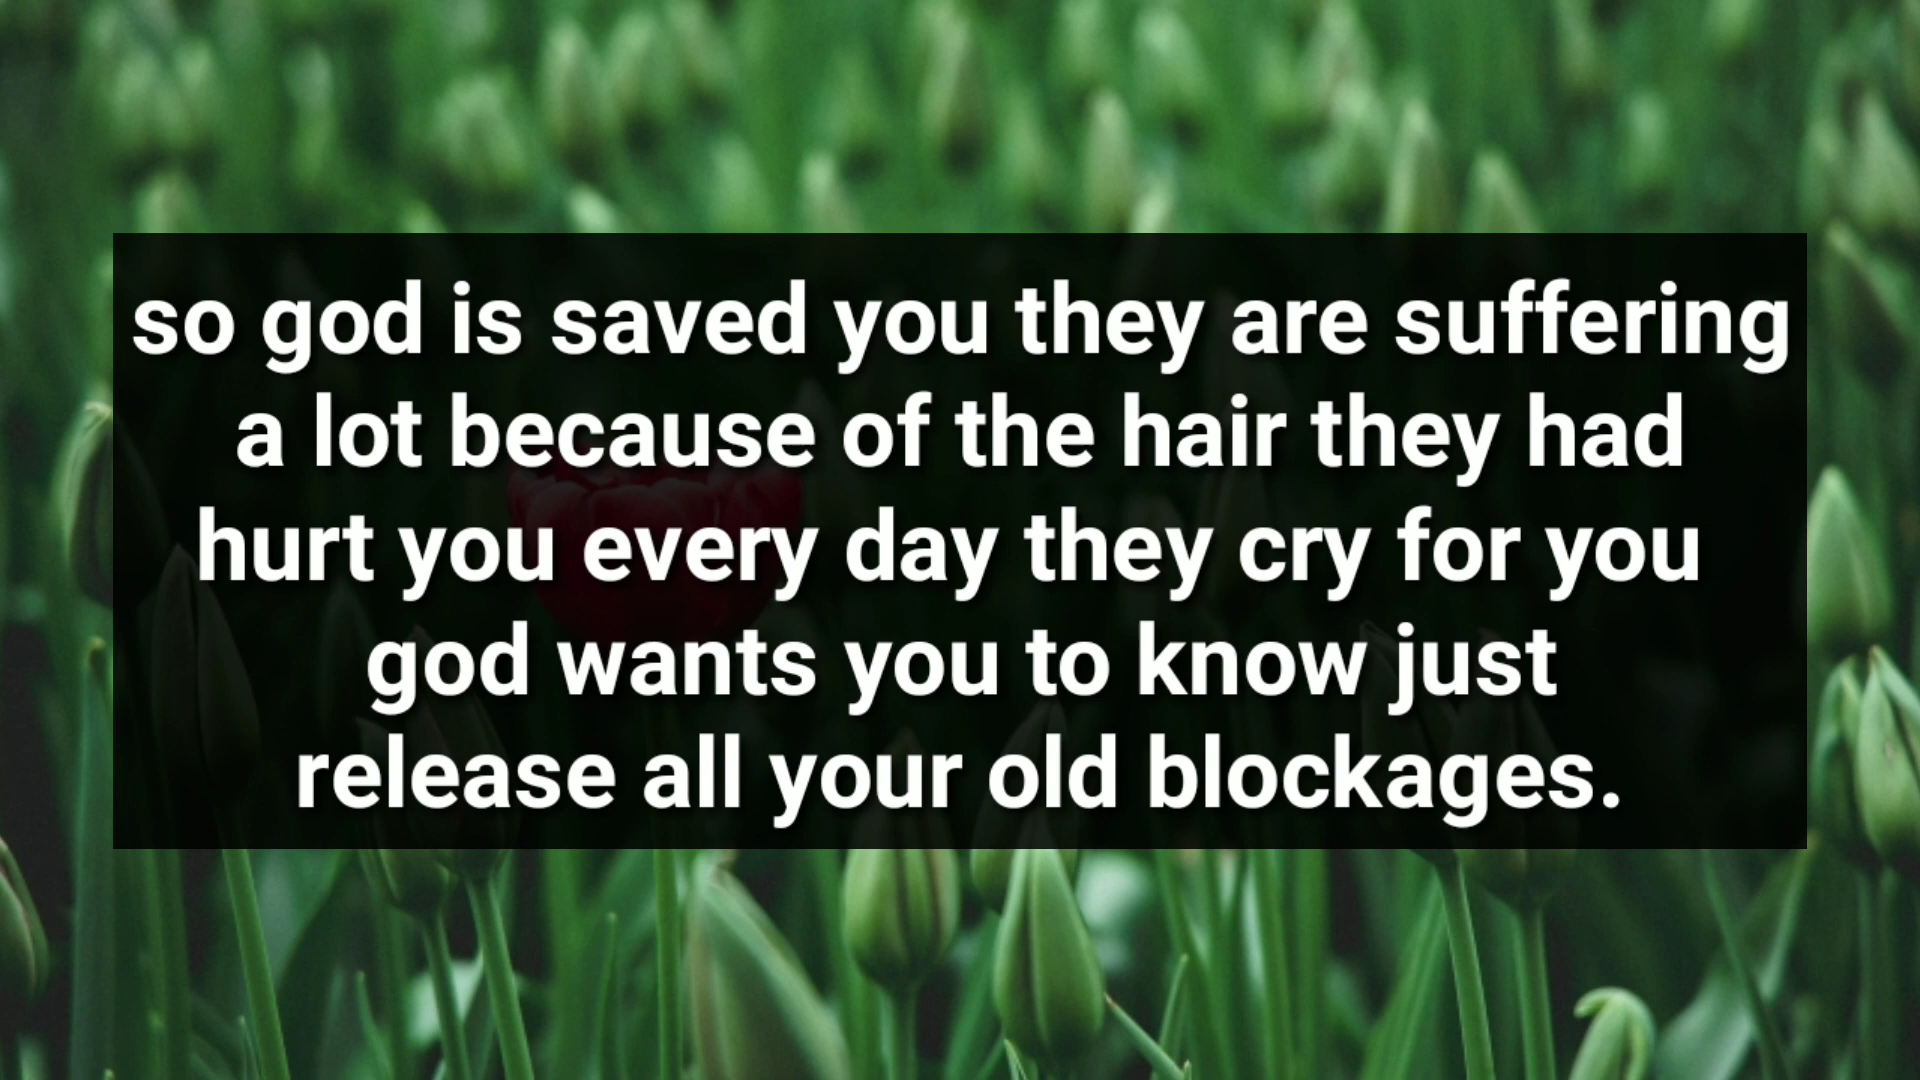 so god is saved you they are suffering
a lot because of the hair they had
hurt you every day they cry for you
god wants you to know just
release all your old blockages.